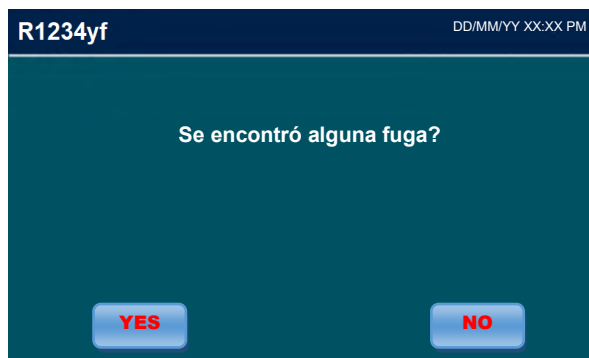 R1234yf
DD/MM/YY XX:XX PM
Se encontró alguna fuga?
YES
NO